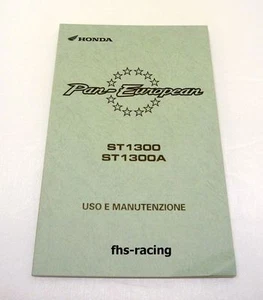 HONDA
Pan-European
ST1300
ST1300A
USO E MANUTENZIONE
fhs-racing